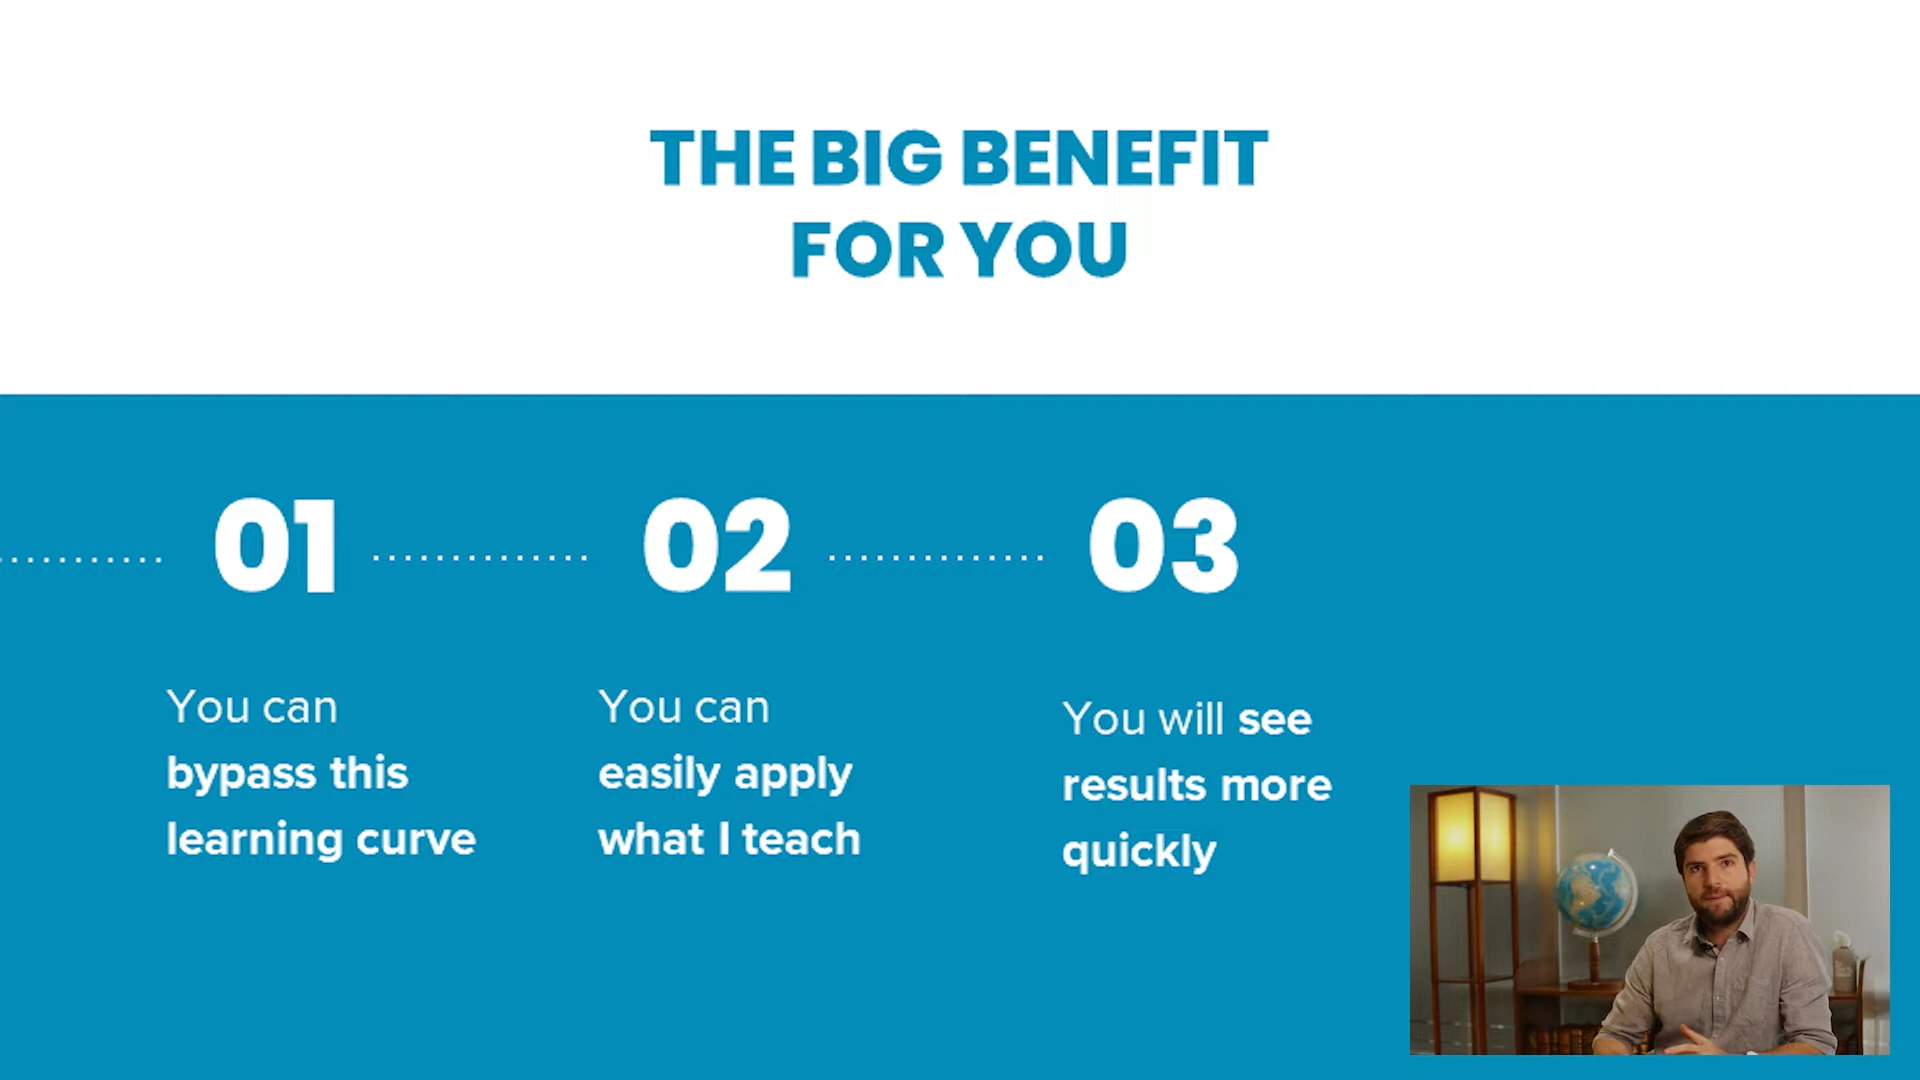 THE BIG BENEFIT
FOR YOU
01
You can
bypass this
learning curve
02
You can
easily apply
what I teach
03
You will see
results more
quickly